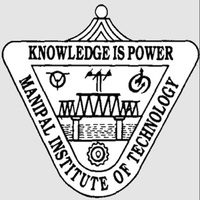 KNOWLEDGE IS POWER
MANIPAL INSTITUTE OF TECHNOLOGY